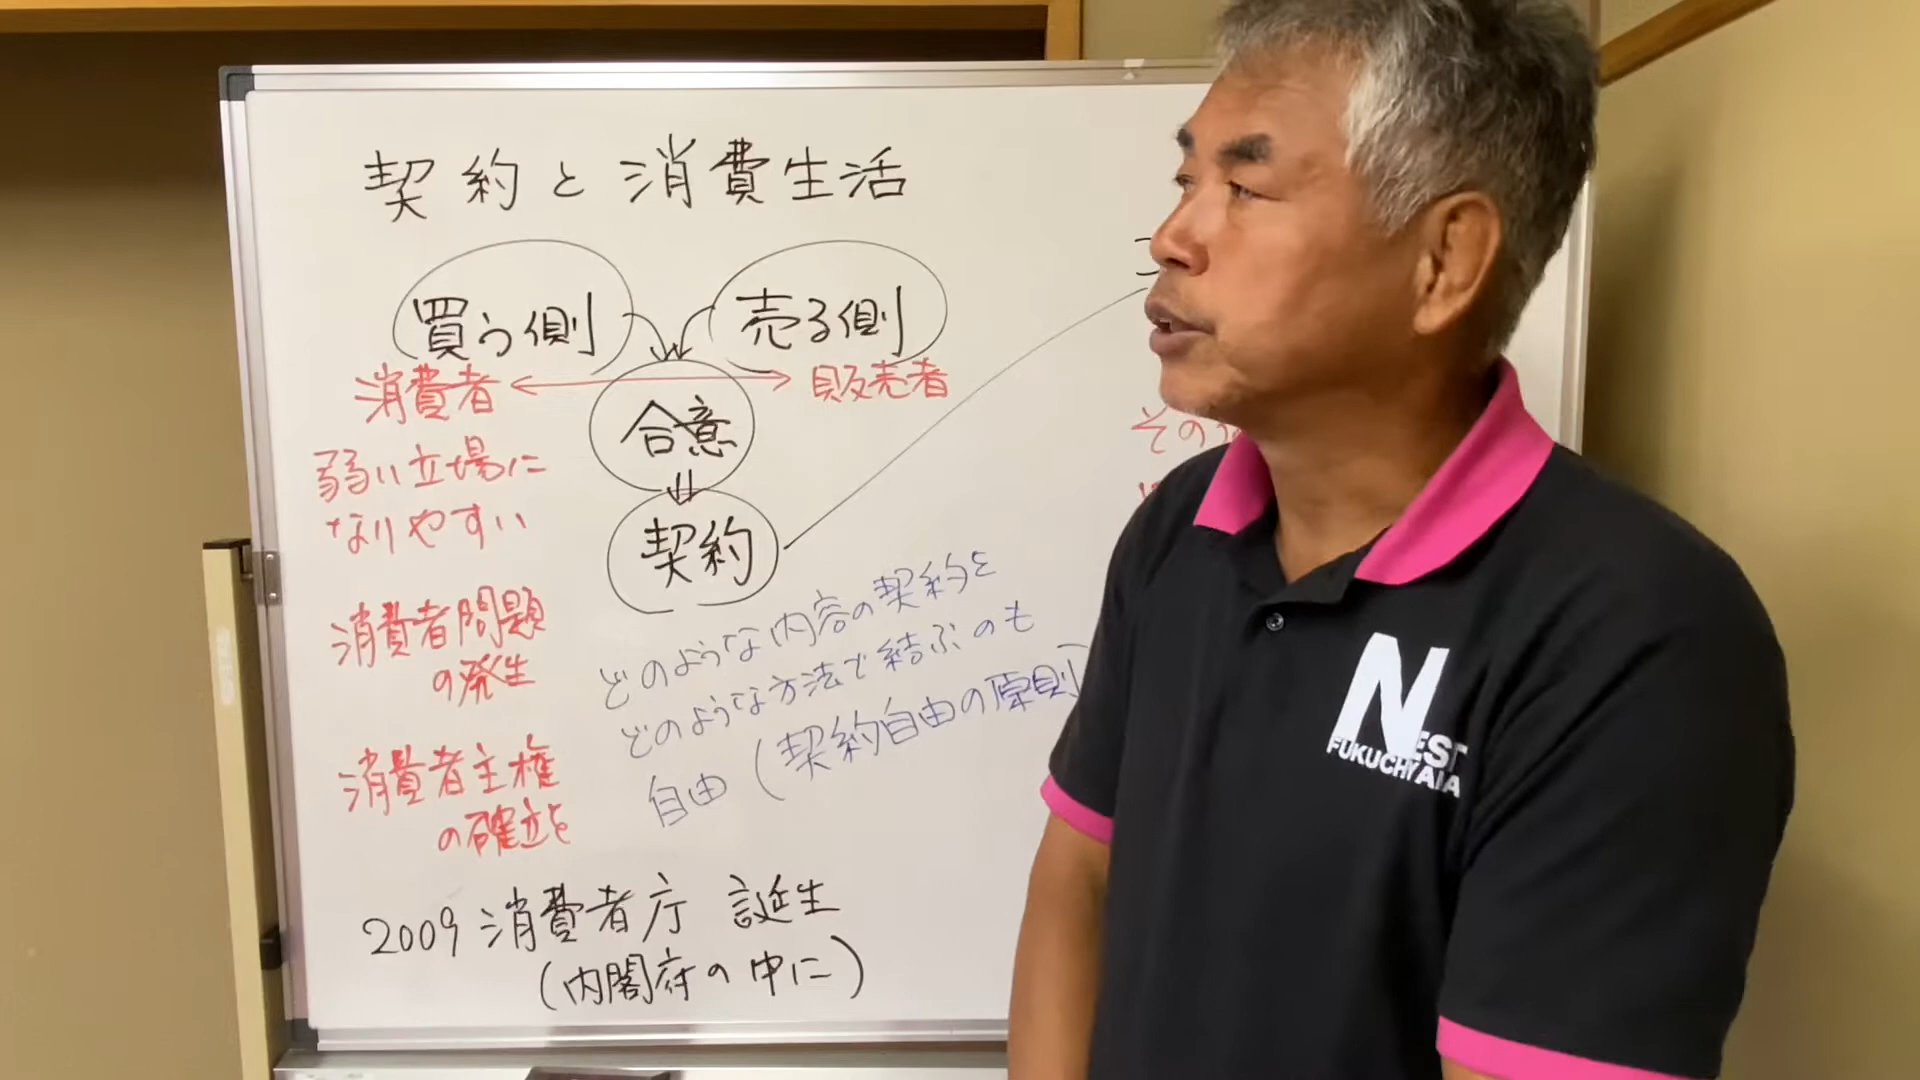 契約と消費生活
買う側
売る側
消費者
販売者
合意
弱い立場に
なりやすい
契約
消費者問題
の発生
どのような内容の契約を
どのような方法で結ぶのも
自由(契約自由の原則)
消費者主権
の確立を
2009 消費者庁 誕生
(内閣府の中に)
その
NEST
FUKUCHIYAMA